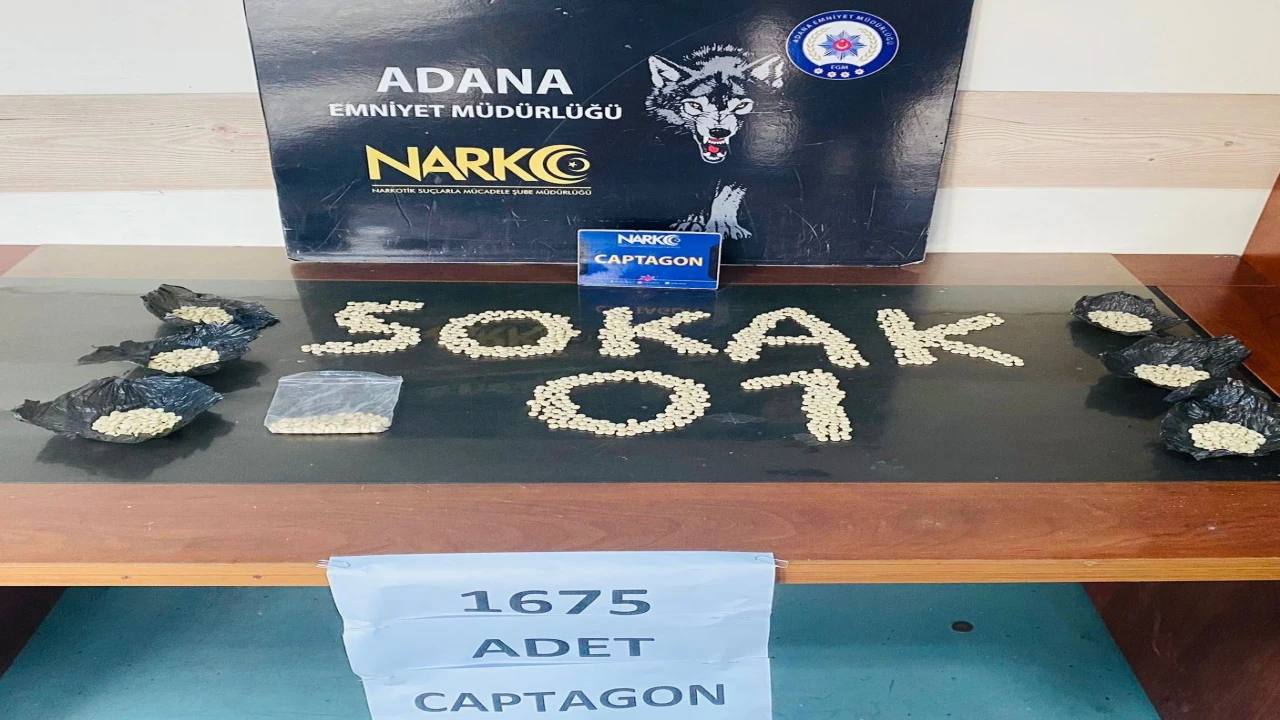 ADANA EMNİYET MÜDÜRLÜĞÜ
EGM
ADANA
EMNİYET MÜDÜRLÜĞÜ
NARKO
NARKOTİK SUÇLARLA MÜCADELE ŞUBE MÜDÜRLÜĞÜ
NARKO
CAPTAGON
SOKAK
01
1675
ADET
CAPTAGON